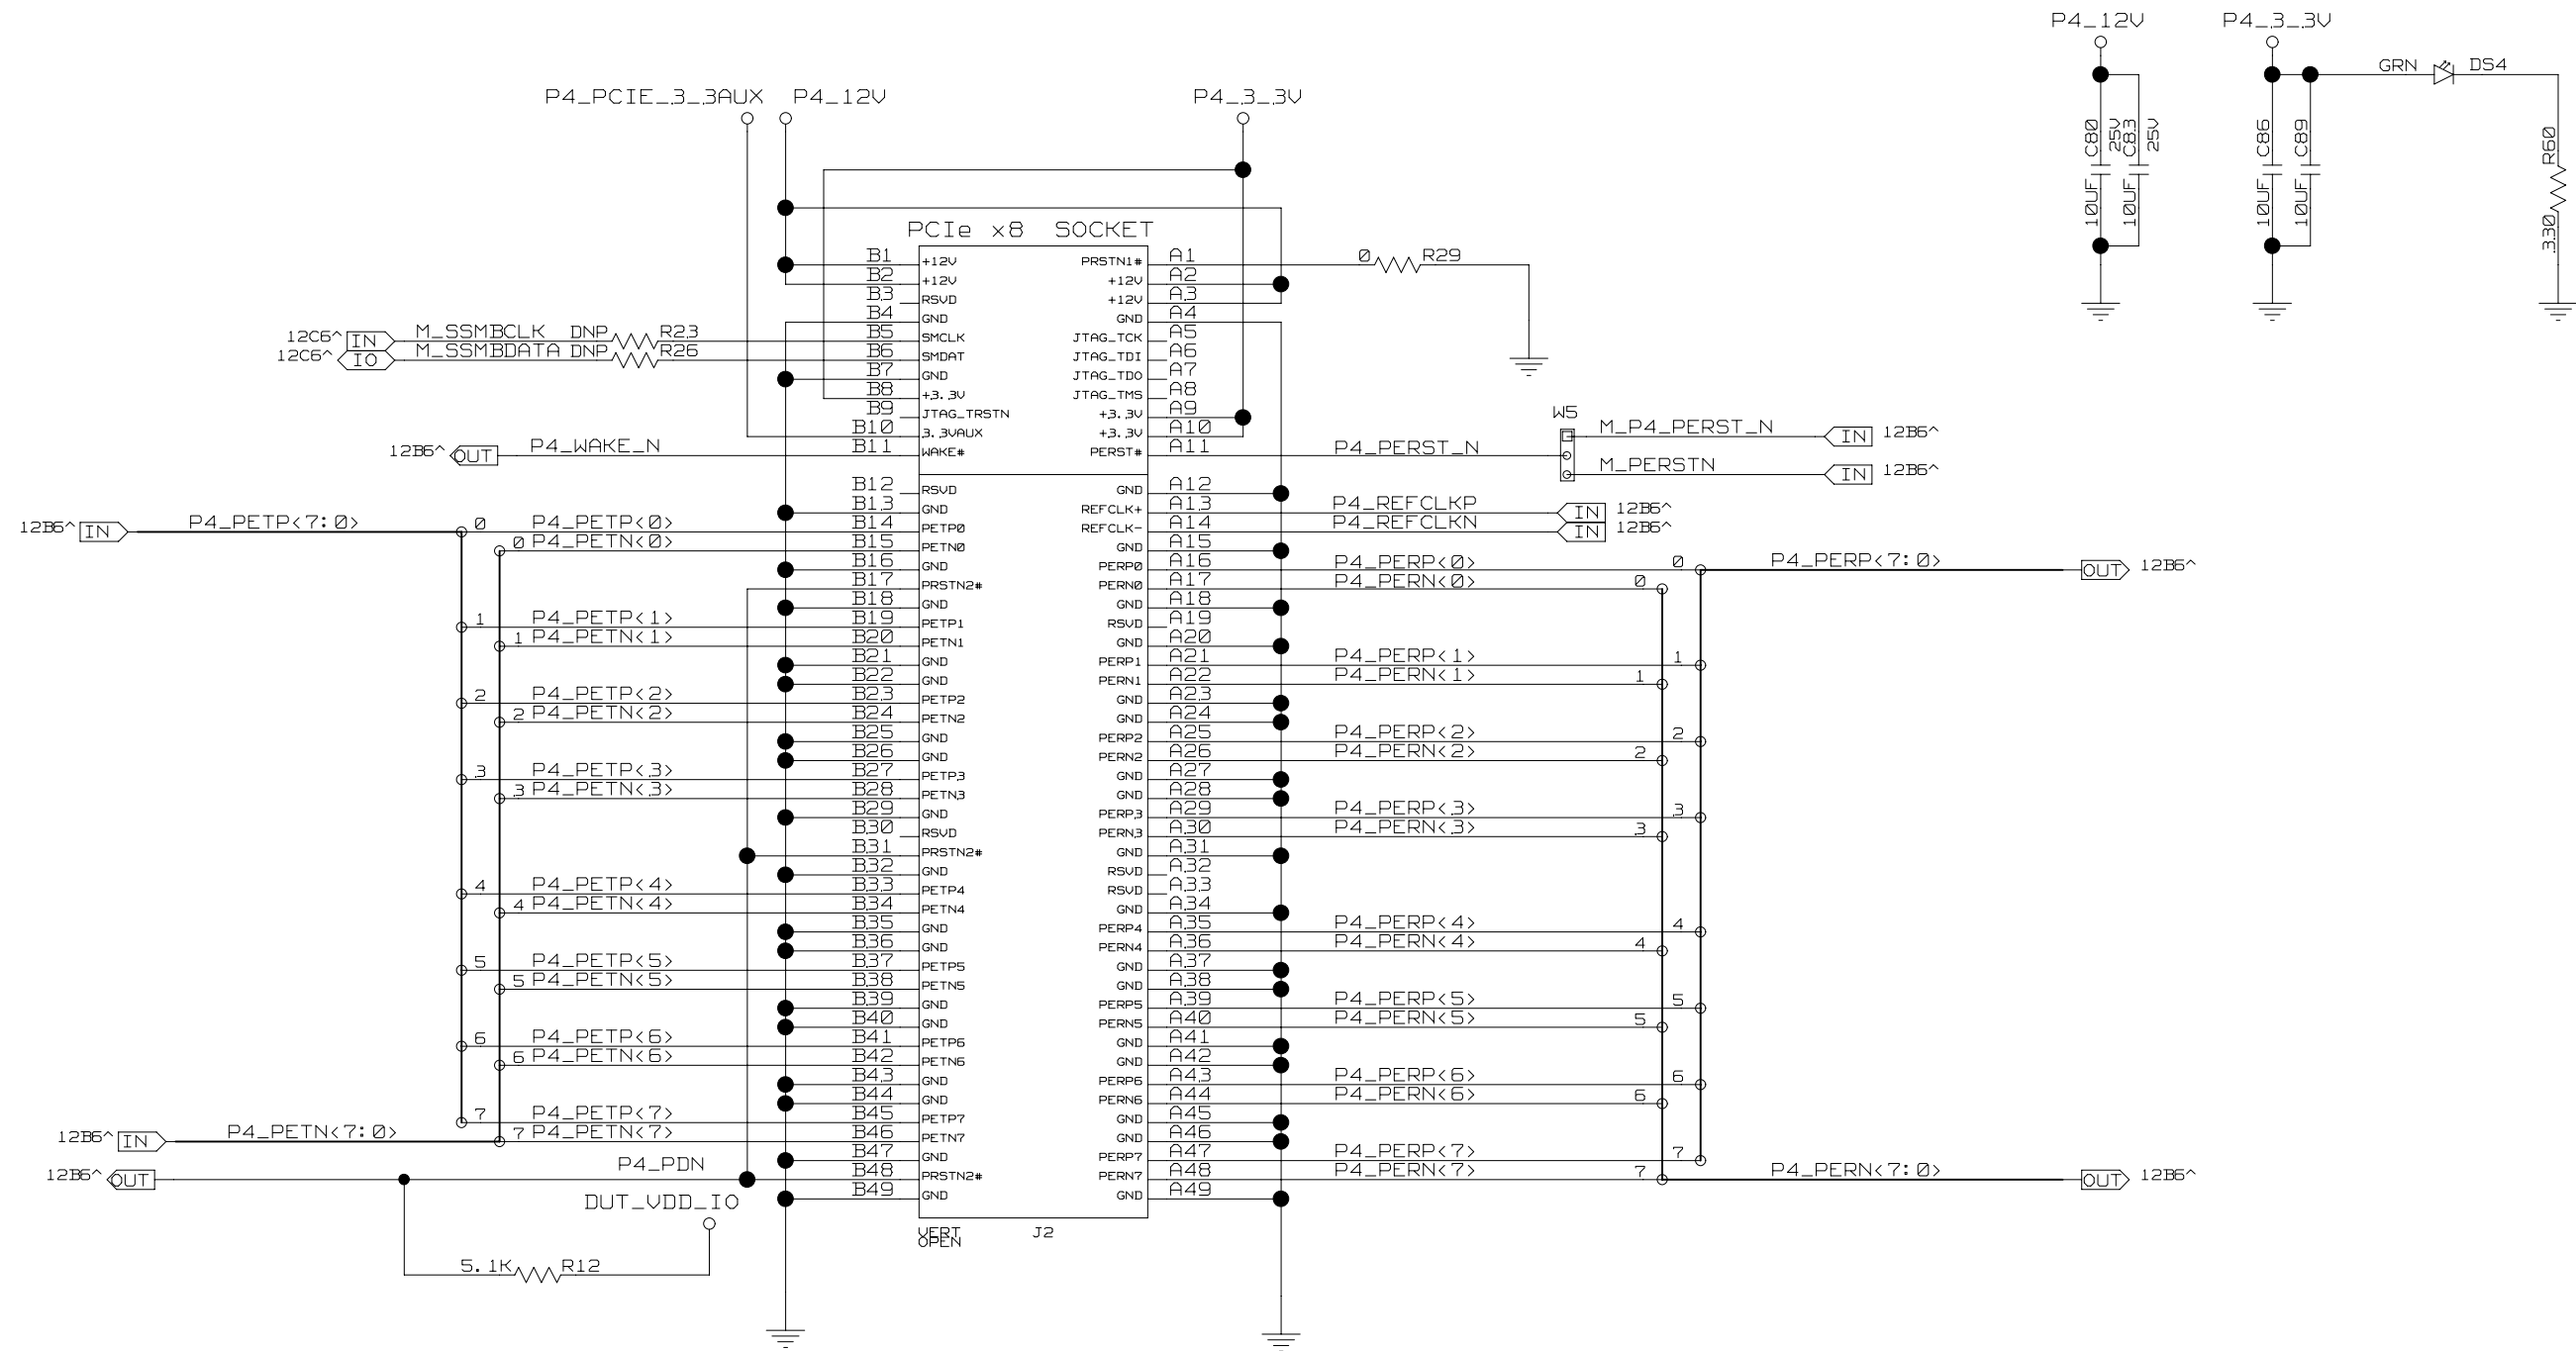 P4_12V P4_3_3V
GRN DS4
C80 25V C83 25V C86 C89 R60
10UF 10UF 10UF 10UF 330
P4_PCIE_3_3AUX P4_12V P4_3_3V
PCIe x8 SOCKET
B1 +12V PRSTN1# A1 0 R29
B2 +12V +12V A2
B3 RSVD +12V A3
B4 GND GND A4
12C6^ IN M_SSMBCLK DNP R23 B5 SMCLK JTAG_TCK A5
12C6^ IO M_SSMBDATA DNP R26 B6 SMDAT JTAG_TDI A6
B7 GND JTAG_TDO A7
B8 +3.3V JTAG_TMS A8
B9 JTAG_TRSTN +3.3V A9 W5
B10 3.3VAUX +3.3V A10 M_P4_PERST_N IN 12B6^
12B6^ OUT P4_WAKE_N B11 WAKE# PERST# A11 P4_PERST_N
M_PERSTN IN 12B6^
B12 RSVD GND A12
B13 GND REFCLK+ A13 P4_REFCLKP IN 12B6^
12B6^ IN P4_PETP<7:0> 0 P4_PETP<0> B14 PETP0 REFCLK- A14 P4_REFCLKN IN 12B6^
0 P4_PETN<0> B15 PETN0 GND A15
B16 GND PERP0 A16 P4_PERP<0> 0 P4_PERP<7:0> OUT 12B6^
B17 PRSTN2# PERN0 A17 P4_PERN<0> 0
B18 GND GND A18
1 P4_PETP<1> B19 PETP1 RSVD A19
1 P4_PETN<1> B20 PETN1 GND A20
B21 GND PERP1 A21 P4_PERP<1> 1
B22 GND PERN1 A22 P4_PERN<1> 1
2 P4_PETP<2> B23 PETP2 GND A23
2 P4_PETN<2> B24 PETN2 GND A24
B25 GND PERP2 A25 P4_PERP<2> 2
B26 GND PERN2 A26 P4_PERN<2> 2
3 P4_PETP<3> B27 PETP3 GND A27
3 P4_PETN<3> B28 PETN3 GND A28
B29 GND PERP3 A29 P4_PERP<3> 3
B30 RSVD PERN3 A30 P4_PERN<3> 3
B31 PRSTN2# GND A31
B32 GND RSVD A32
4 P4_PETP<4> B33 PETP4 RSVD A33
4 P4_PETN<4> B34 PETN4 GND A34
B35 GND PERP4 A35 P4_PERP<4> 4
B36 GND PERN4 A36 P4_PERN<4> 4
5 P4_PETP<5> B37 PETP5 GND A37
5 P4_PETN<5> B38 PETN5 GND A38
B39 GND PERP5 A39 P4_PERP<5> 5
B40 GND PERN5 A40 P4_PERN<5> 5
6 P4_PETP<6> B41 PETP6 GND A41
6 P4_PETN<6> B42 PETN6 GND A42
B43 GND PERP6 A43 P4_PERP<6> 6
B44 GND PERN6 A44 P4_PERN<6> 6
7 P4_PETP<7> B45 PETP7 GND A45
12B6^ IN P4_PETN<7:0> 7 P4_PETN<7> B46 PETN7 GND A46
B47 GND PERP7 A47 P4_PERP<7> 7
12B6^ OUT P4_PDN B48 PRSTN2# PERN7 A48 P4_PERN<7> 7 P4_PERN<7:0> OUT 12B6^
B49 GND GND A49
DUT_VDD_IO
VERT J2
OPEN
5.1K R12